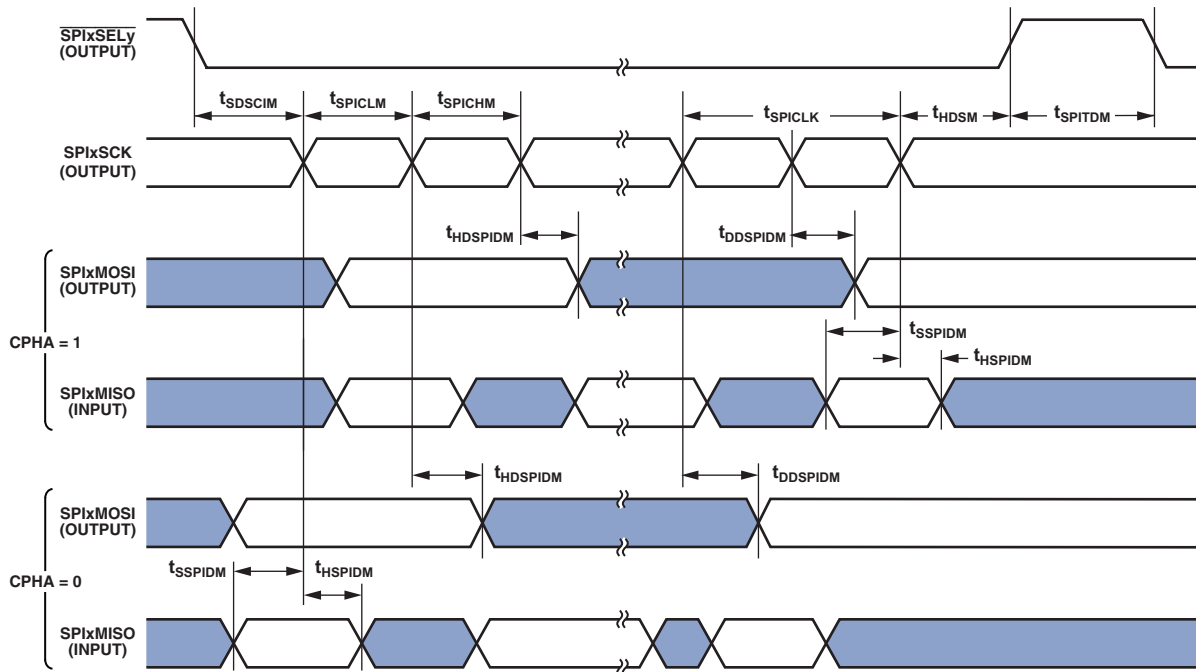 SPIxSELy
(OUTPUT)
tSDSCIM
tSPICLM
tSPICHM
tSPICLK
tHDSM
tSPITDM
SPIxSCK
(OUTPUT)
tHDSPIDM
tDDSPIDM
SPIxMOSI
(OUTPUT)
tSSPIDM
CPHA = 1
tHSPIDM
SPIxMISO
(INPUT)
tHDSPIDM
tDDSPIDM
SPIxMOSI
(OUTPUT)
CPHA = 0
tSSPIDM
tHSPIDM
SPIxMISO
(INPUT)